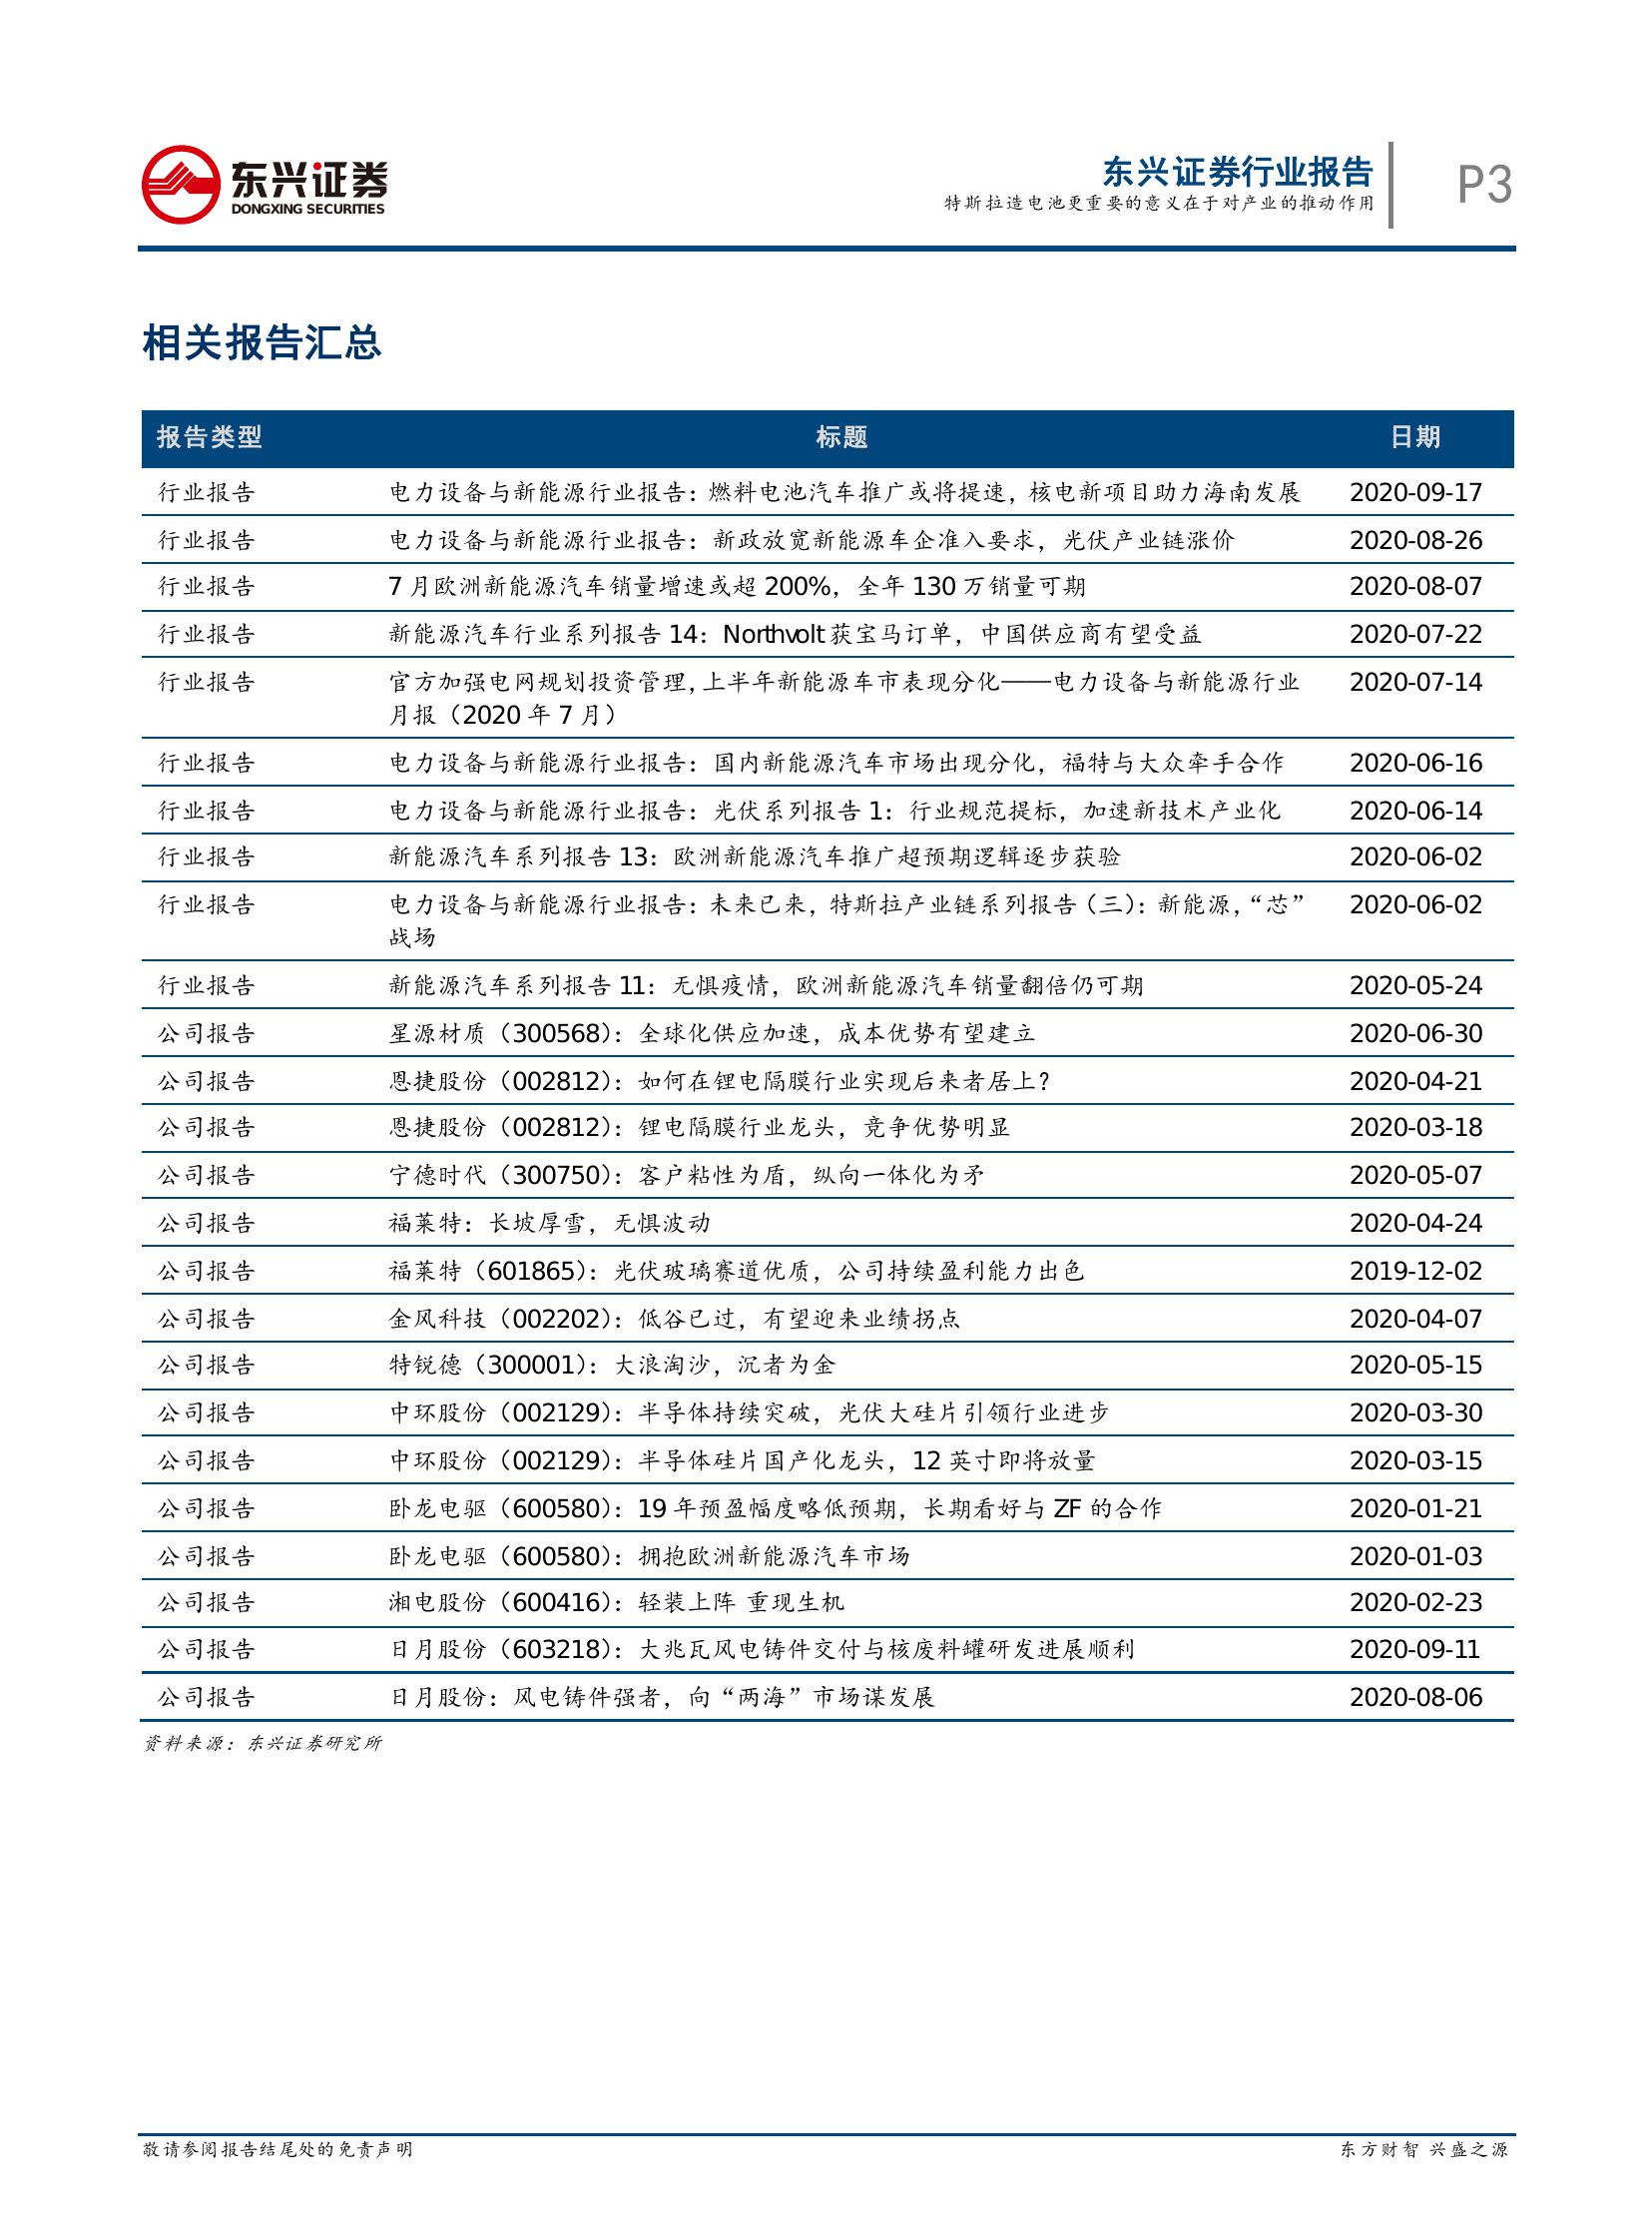 东兴证券
DONGXING SECURITIES
东兴证券行业报告
特斯拉造电池更重要的意义在于对产业的推动作用
P3
相关报告汇总
报告类型 标题 日期
行业报告 电力设备与新能源行业报告：燃料电池汽车推广或将提速，核电新项目助力海南发展 2020-09-17
行业报告 电力设备与新能源行业报告：新政放宽新能源车企准入要求，光伏产业链涨价 2020-08-26
行业报告 7 月欧洲新能源汽车销量增速或超 200%，全年 130 万销量可期 2020-08-07
行业报告 新能源汽车行业系列报告 14：Northvolt 获宝马订单，中国供应商有望受益 2020-07-22
行业报告 官方加强电网规划投资管理，上半年新能源车市表现分化——电力设备与新能源行业 2020-07-14
月报（2020 年 7 月）
行业报告 电力设备与新能源行业报告：国内新能源汽车市场出现分化，福特与大众牵手合作 2020-06-16
行业报告 电力设备与新能源行业报告：光伏系列报告 1：行业规范提标，加速新技术产业化 2020-06-14
行业报告 新能源汽车系列报告 13：欧洲新能源汽车推广超预期逻辑逐步获验 2020-06-02
行业报告 电力设备与新能源行业报告：未来已来，特斯拉产业链系列报告（三）：新能源，“芯” 2020-06-02
战场
行业报告 新能源汽车系列报告 11：无惧疫情，欧洲新能源汽车销量翻倍仍可期 2020-05-24
公司报告 星源材质（300568）：全球化供应加速，成本优势有望建立 2020-06-30
公司报告 恩捷股份（002812）：如何在锂电隔膜行业实现后来者居上？ 2020-04-21
公司报告 恩捷股份（002812）：锂电隔膜行业龙头，竞争优势明显 2020-03-18
公司报告 宁德时代（300750）：客户粘性为盾，纵向一体化为矛 2020-05-07
公司报告 福莱特：长坡厚雪，无惧波动 2020-04-24
公司报告 福莱特（601865）：光伏玻璃赛道优质，公司持续盈利能力出色 2019-12-02
公司报告 金风科技（002202）：低谷已过，有望迎来业绩拐点 2020-04-07
公司报告 特锐德（300001）：大浪淘沙，沉者为金 2020-05-15
公司报告 中环股份（002129）：半导体持续突破，光伏大硅片引领行业进步 2020-03-30
公司报告 中环股份（002129）：半导体硅片国产化龙头，12 英寸即将放量 2020-03-15
公司报告 卧龙电驱（600580）：19 年预盈幅度略低预期，长期看好与 ZF 的合作 2020-01-21
公司报告 卧龙电驱（600580）：拥抱欧洲新能源汽车市场 2020-01-03
公司报告 湘电股份（600416）：轻装上阵 重现生机 2020-02-23
公司报告 日月股份（603218）：大兆瓦风电铸件交付与核废料罐研发进展顺利 2020-09-11
公司报告 日月股份：风电铸件强者，向“两海”市场谋发展 2020-08-06
资料来源：东兴证券研究所
敬请参阅报告结尾处的免责声明
东方财智 兴盛之源